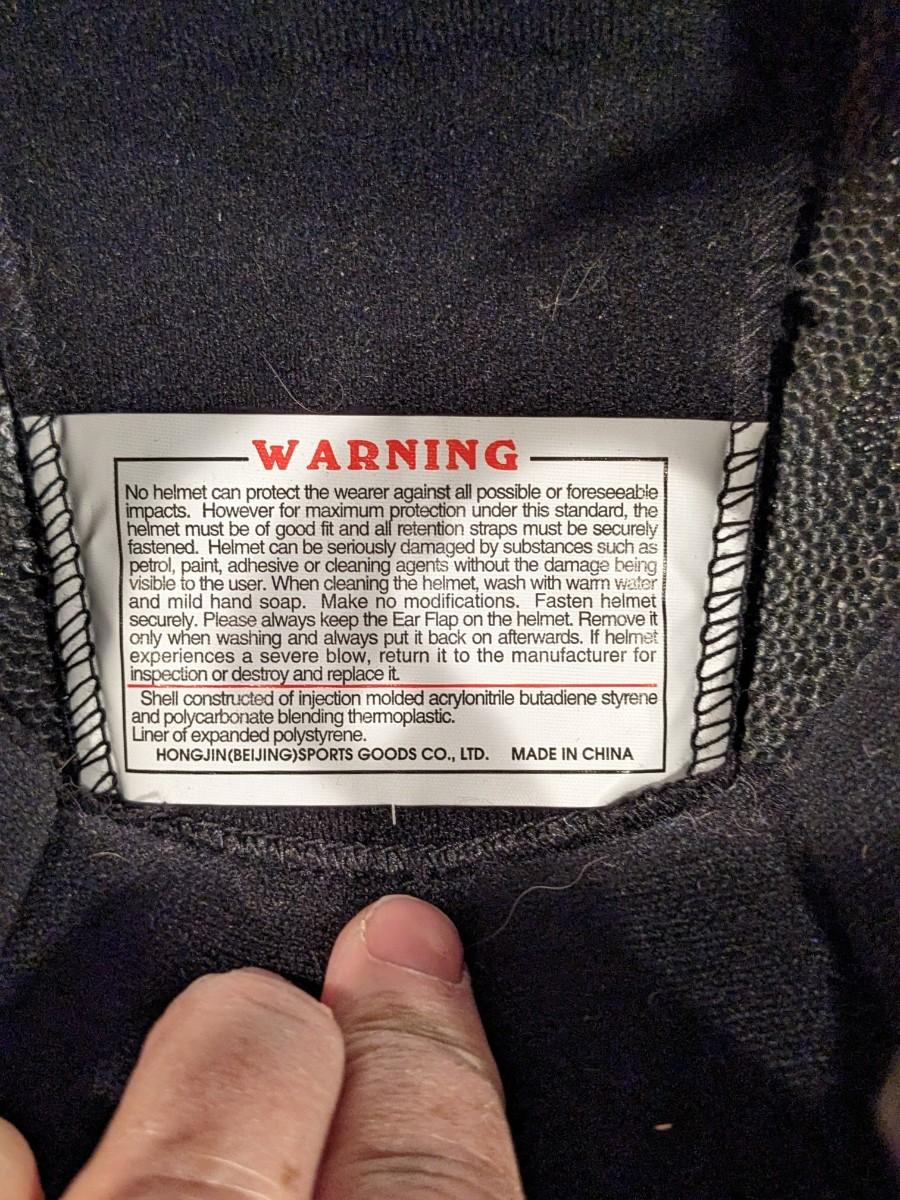 WARNING
No helmet can protect the wearer against all possible or foreseeable
impacts. However for maximum protection under this standard, the
helmet must be of good fit and all retention straps must be securely
fastened. Helmet can be seriously damaged by substances such as
petrol, paint, adhesive or cleaning agents without the damage being
visible to the user. When cleaning the helmet, wash with warm water
and mild hand soap. Make no modifications. Fasten helmet
securely. Please always keep the Ear Flap on the helmet. Remove it
only when washing and always put it back on afterwards. If helmet
experiences a severe blow, return it to the manufacturer for
inspection or destroy and replace it.
Shell constructed of injection molded acrylonitrile butadiene styrene
and polycarbonate blending thermoplastic.
Liner of expanded polystyrene.
HONGJIN(BEIJING)SPORTS GOODS CO., LTD. MADE IN CHINA